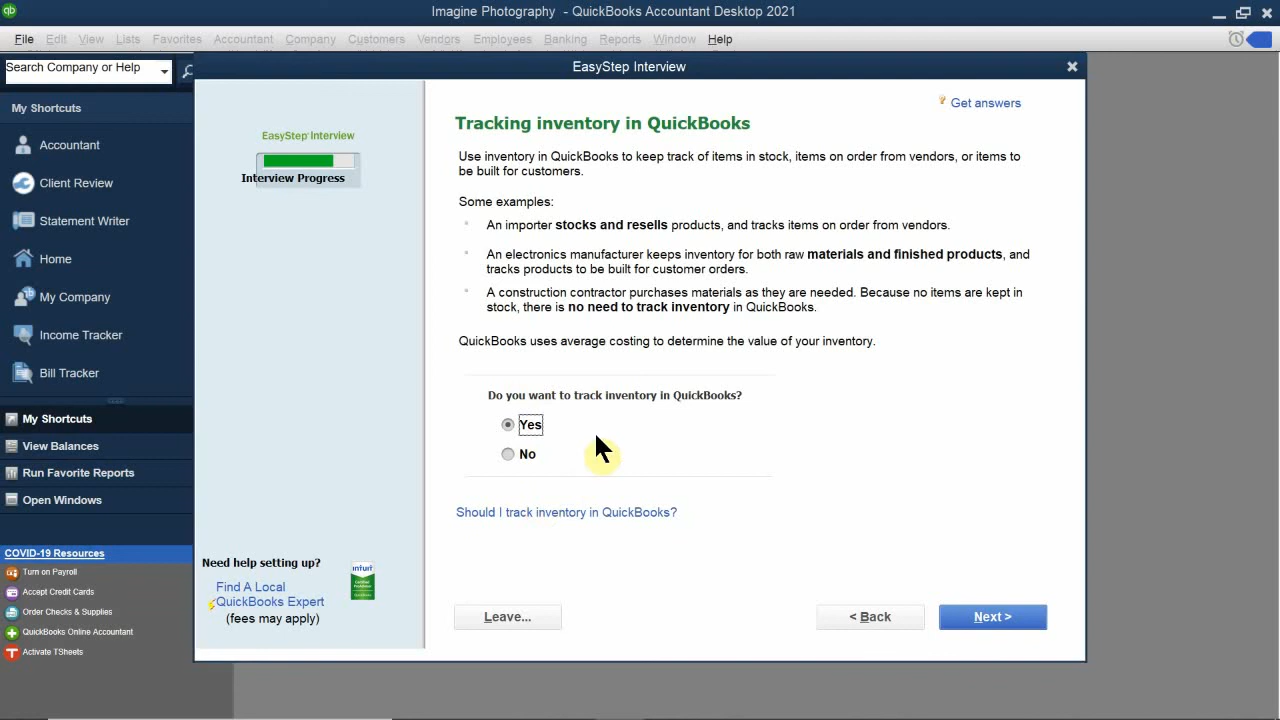 qb
Imagine Photography - QuickBooks Accountant Desktop 2021
File Edit View Lists Favorites Accountant Company Customers Vendors Employees Banking Reports Window Help
Search Company or Help
My Shortcuts
Accountant
Client Review
Statement Writer
Home
My Company
Income Tracker
Bill Tracker
My Shortcuts
View Balances
Run Favorite Reports
Open Windows
COVID-19 Resources
Turn on Payroll
Accept Credit Cards
Order Checks & Supplies
QuickBooks Online Accountant
Activate TSheets
EasyStep Interview
EasyStep Interview
Interview Progress
Need help setting up?
Find A Local
QuickBooks Expert
(fees may apply)
intuit
Get answers
Tracking inventory in QuickBooks
Use inventory in QuickBooks to keep track of items in stock, items on order from vendors, or items to
be built for customers.
Some examples:
An importer stocks and resells products, and tracks items on order from vendors.
An electronics manufacturer keeps inventory for both raw materials and finished products, and
tracks products to be built for customer orders.
A construction contractor purchases materials as they are needed. Because no items are kept in
stock, there is no need to track inventory in QuickBooks.
QuickBooks uses average costing to determine the value of your inventory.
Do you want to track inventory in QuickBooks?
Yes
No
Should I track inventory in QuickBooks?
Leave...
< Back
Next >